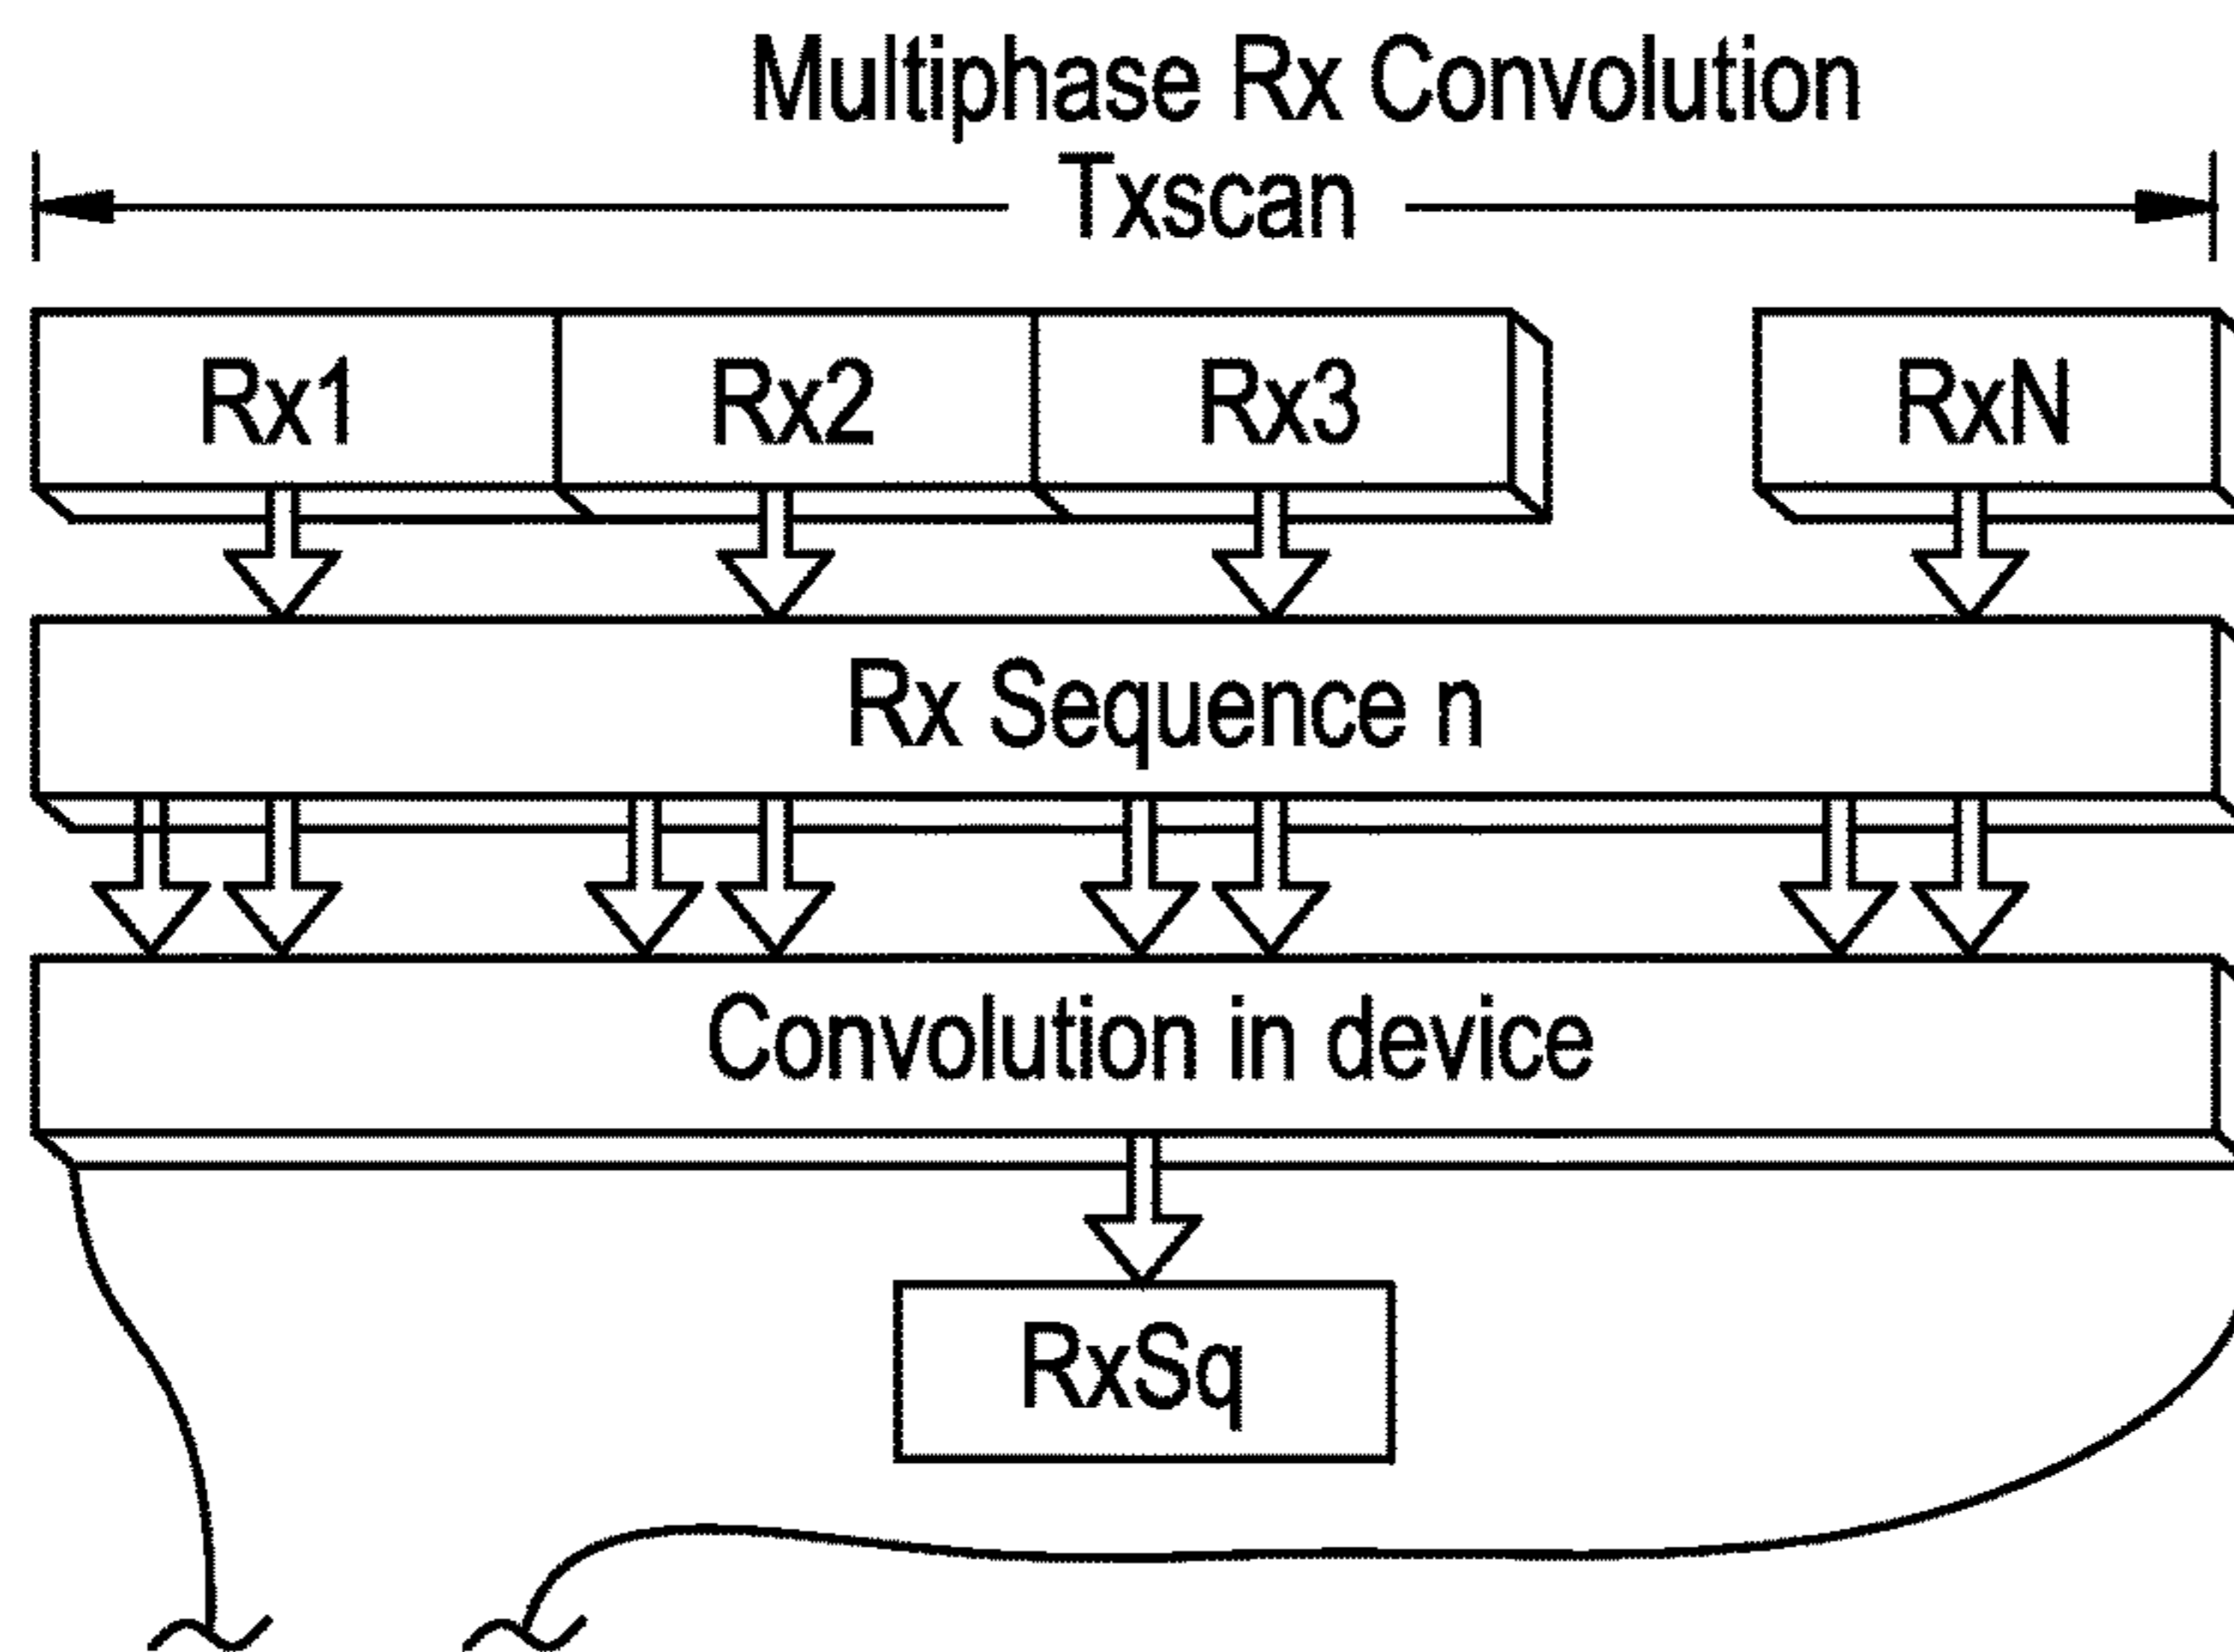 Multiphase Rx Convolution
Txscan
Rx1 Rx2 Rx3 RxN
Rx Sequence n
Convolution in device
RxSq